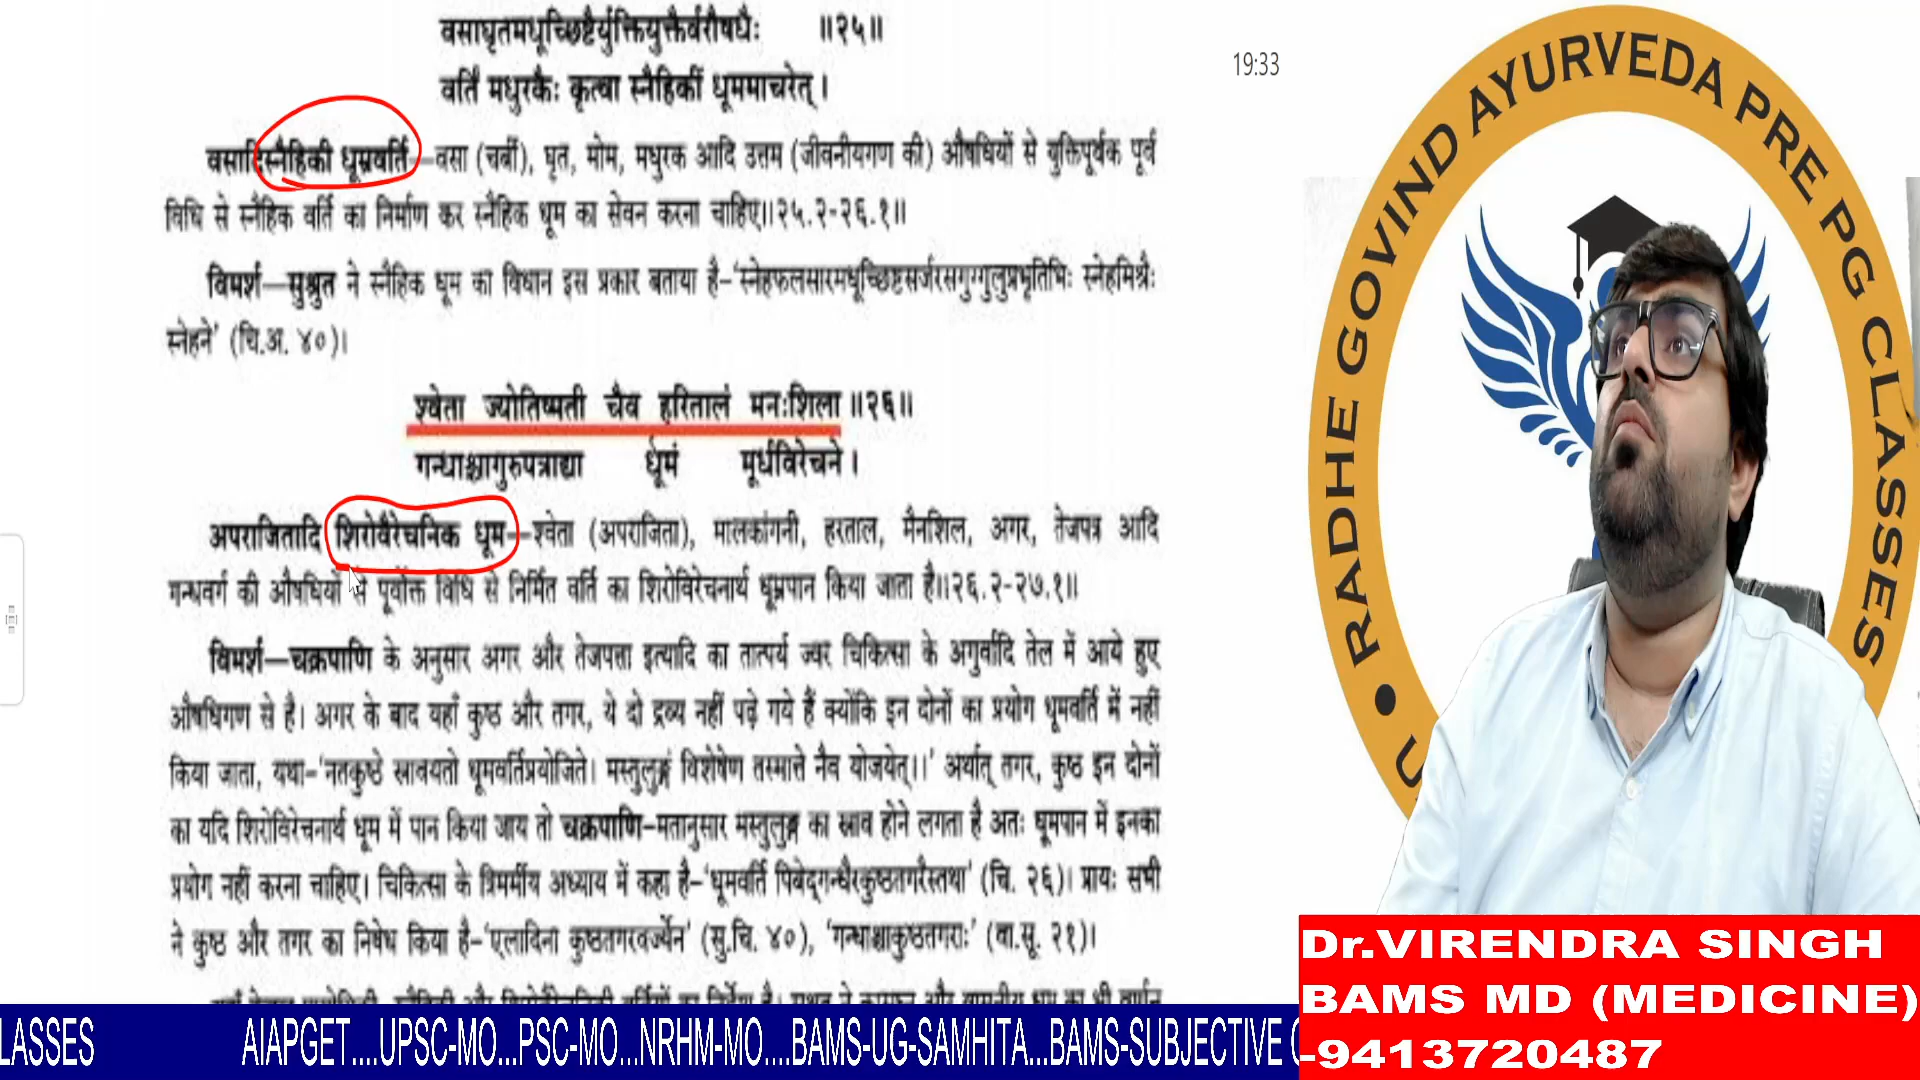 वसाघृतमधूच्छिष्टैर्युक्तियुक्तैर्वरौषधैः ॥२५॥
वर्तिं मधुरकैः कृत्वा स्नैहिकीं धूममाचरेत् ।
वसादिस्नैहिकी धूम्रवर्ति—वसा (चर्बी), घृत, मोम, मधुरक आदि उत्तम (जीवनीयगण की) औषधियों से युक्तिपूर्वक पूर्व
विधि से स्नैहिक वर्ति का निर्माण कर स्नैहिक धूम का सेवन करना चाहिए॥२५.२-२६.१॥
विमर्श—सुश्रुत ने स्नैहिक धूम का विधान इस प्रकार बताया है-'स्नेहफलसारमधूच्छिष्टसर्जरसगुग्गुलुप्रभृतिभिः स्नेहमिश्रैः
स्नेहने' (चि.अ. ४०)।
श्वेता ज्योतिष्मती चैव हरितालं मनःशिला ॥२६॥
गन्धाश्चागुरुपत्राद्या धूमं मूर्धविरेचने ।
अपराजितादि शिरोवैरेचनिक धूम—श्वेता (अपराजिता), मालकांगनी, हरताल, मैनशिल, अगर, तेजपत्र आदि
गन्धवर्ग की औषधियों से पूर्वोक्त विधि से निर्मित वर्ति का शिरोविरेचनार्थ धूम्रपान किया जाता है॥२६.२-२७.१॥
विमर्श—चक्रपाणि के अनुसार अगर और तेजपत्ता इत्यादि का तात्पर्य ज्वर चिकित्सा के अगुर्वादि तेल में आये हुए
औषधिगण से है। अगर के बाद यहाँ कुष्ठ और तगर, ये दो द्रव्य नहीं पढ़े गये हैं क्योंकि इन दोनों का प्रयोग धूमवर्ति में नहीं
किया जाता, यथा-'नतकुष्ठे स्रावयतो धूमवर्तिप्रयोजिते। मस्तुलुङ्गं विशेषेण तस्मात्ते नैव योजयेत्।।' अर्थात् तगर, कुष्ठ इन दोनों
का यदि शिरोविरेचनार्थ धूम में पान किया जाय तो चक्रपाणि-मतानुसार मस्तुलुङ्ग का स्राव होने लगता है अतः धूमपान में इनका
प्रयोग नहीं करना चाहिए। चिकित्सा के त्रिमर्मीय अध्याय में कहा है-'धूमवर्ति पिबेद्गन्धैरकुष्ठतगरैस्तथा' (चि. २६)। प्रायः सभी
ने कुष्ठ और तगर का निषेध किया है-'एलादिना कुष्ठतगरवर्ज्येन' (सु.चि. ४०), 'गन्धाश्चाकुष्ठतगराः' (वा.सू. २१)।
19:33
RADHE GOVIND AYURVEDA PRE PG CLASSES
Dr.VIRENDRA SINGH
BAMS MD (MEDICINE)
-9413720487
LASSES AIAPGET....UPSC-MO...PSC-MO...NRHM-MO....BAMS-UG-SAMHITA...BAMS-SUBJECTIVE